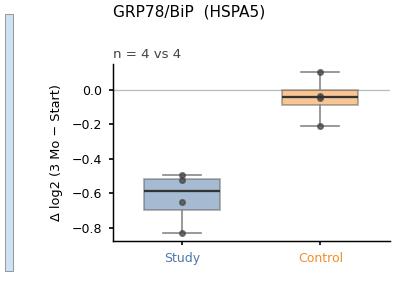 GRP78/BiP (HSPA5)
n = 4 vs 4
Δ log2 (3 Mo − Start)
0.0
−0.2
−0.4
−0.6
−0.8
Study
Control